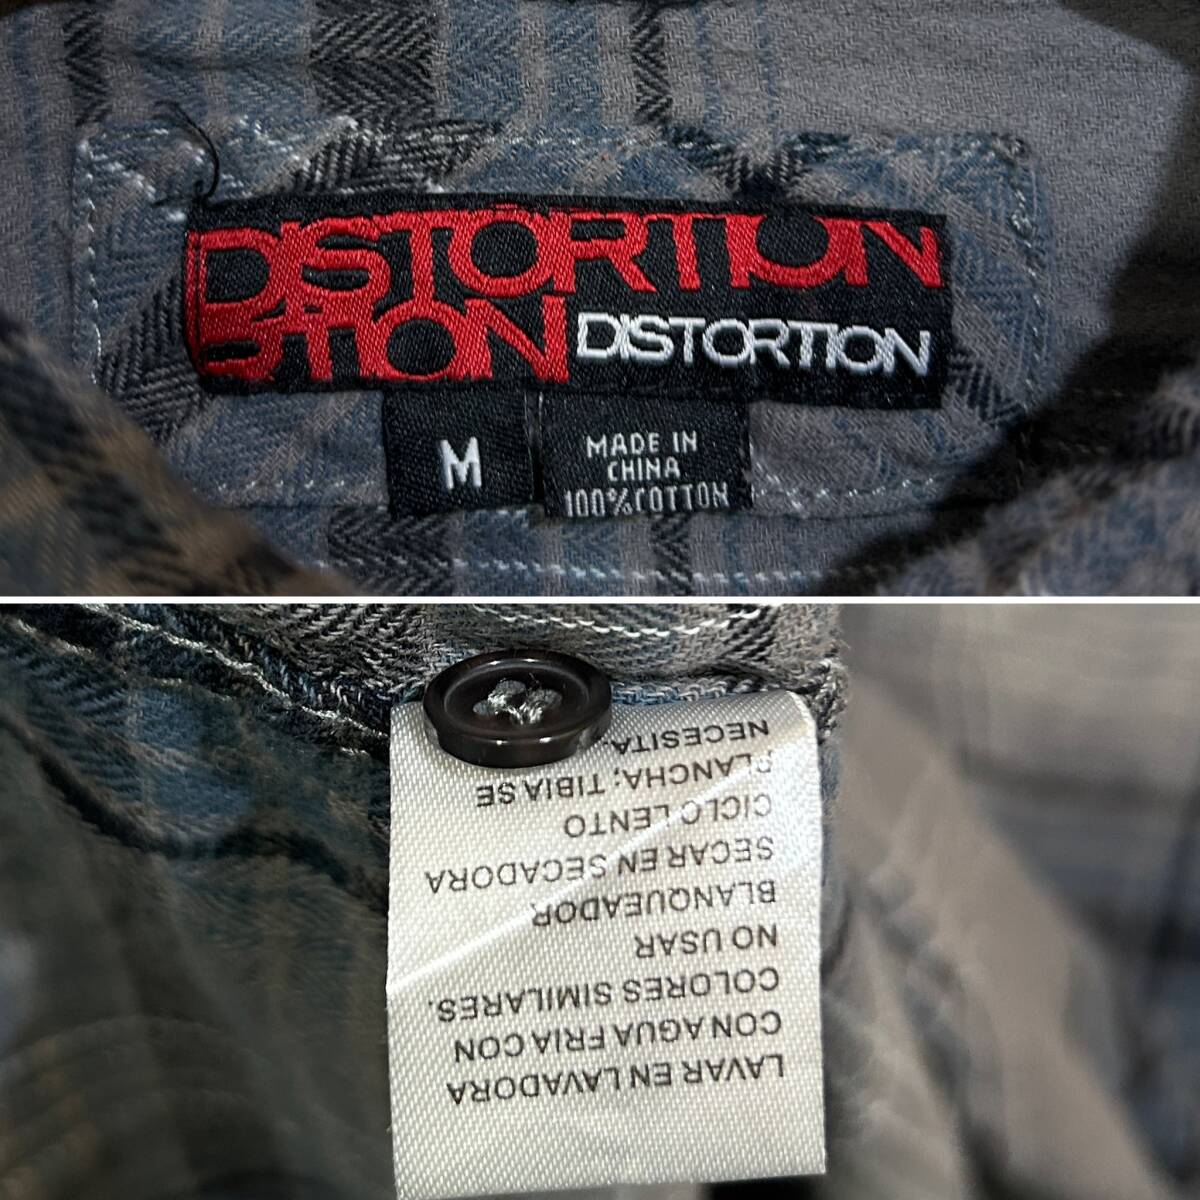 DISTORTION
RTION DISTORTION
M
MADE IN
CHINA
100% COTTON
LAVAR EN LAVADORA
CON AGUA FRIA CON
COLORES SIMILARES.
NO USAR
BLANQUEADOR
SECAR EN SECADORA
CICLO LENTO
PLANCHA; TIBIA SE
NECESITA.